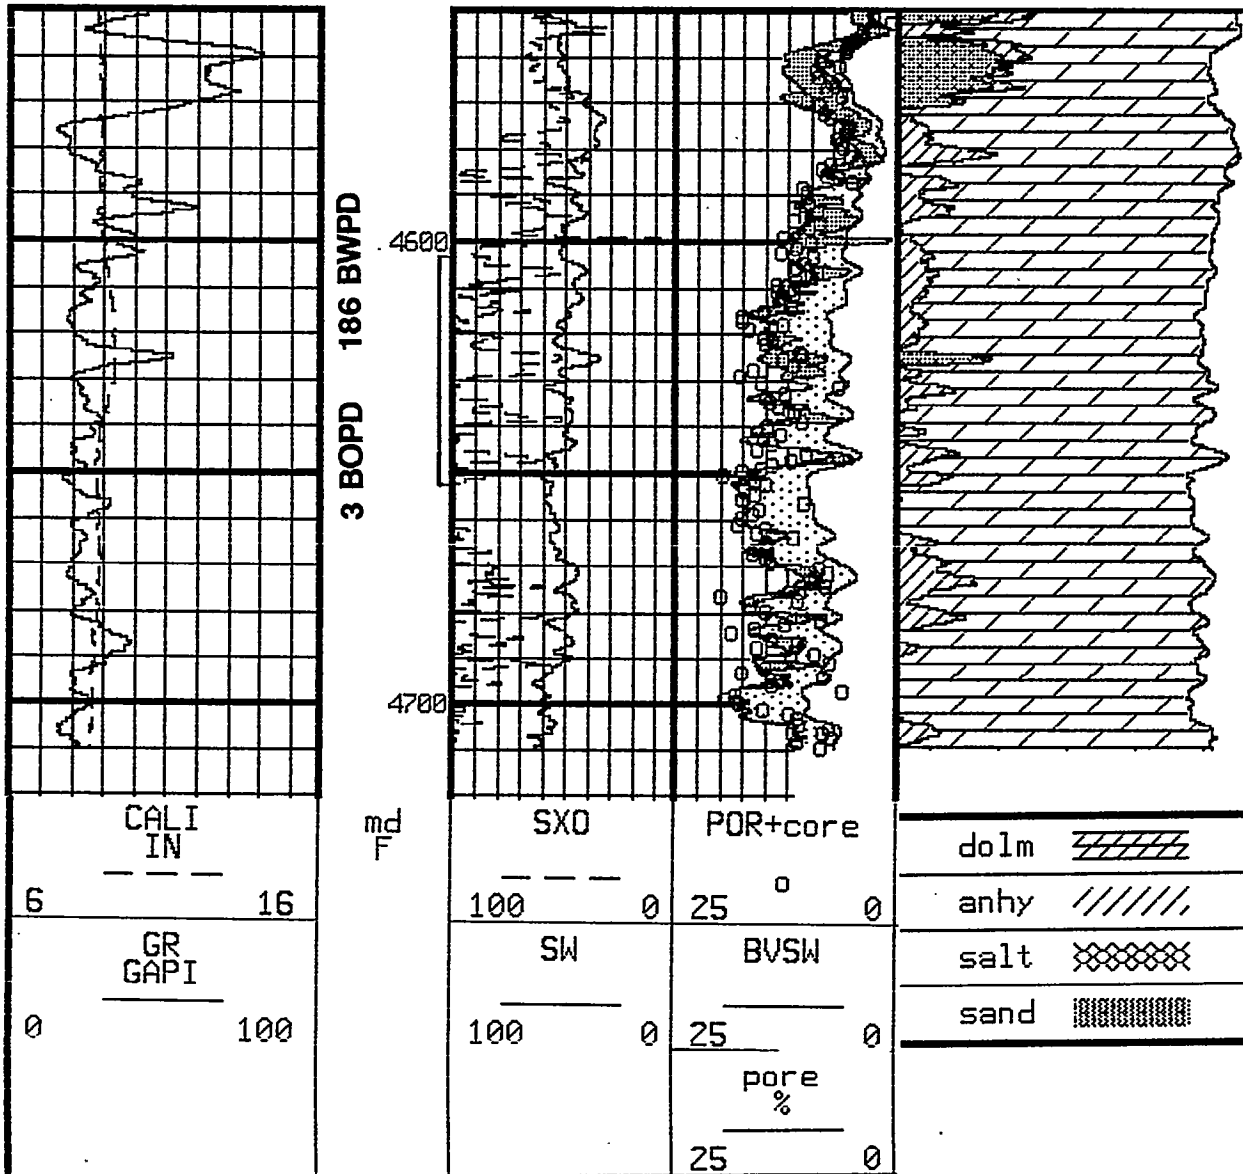 3 BOPD 186 BWPD
4600
4700
CALI
IN
6 16
GR
GAPI
0 100
md
F
SXO
100 0
SW
100 0
POR+core
25 0
BVSW
25 0
pore
%
25 0
dolm
anhy
salt
sand